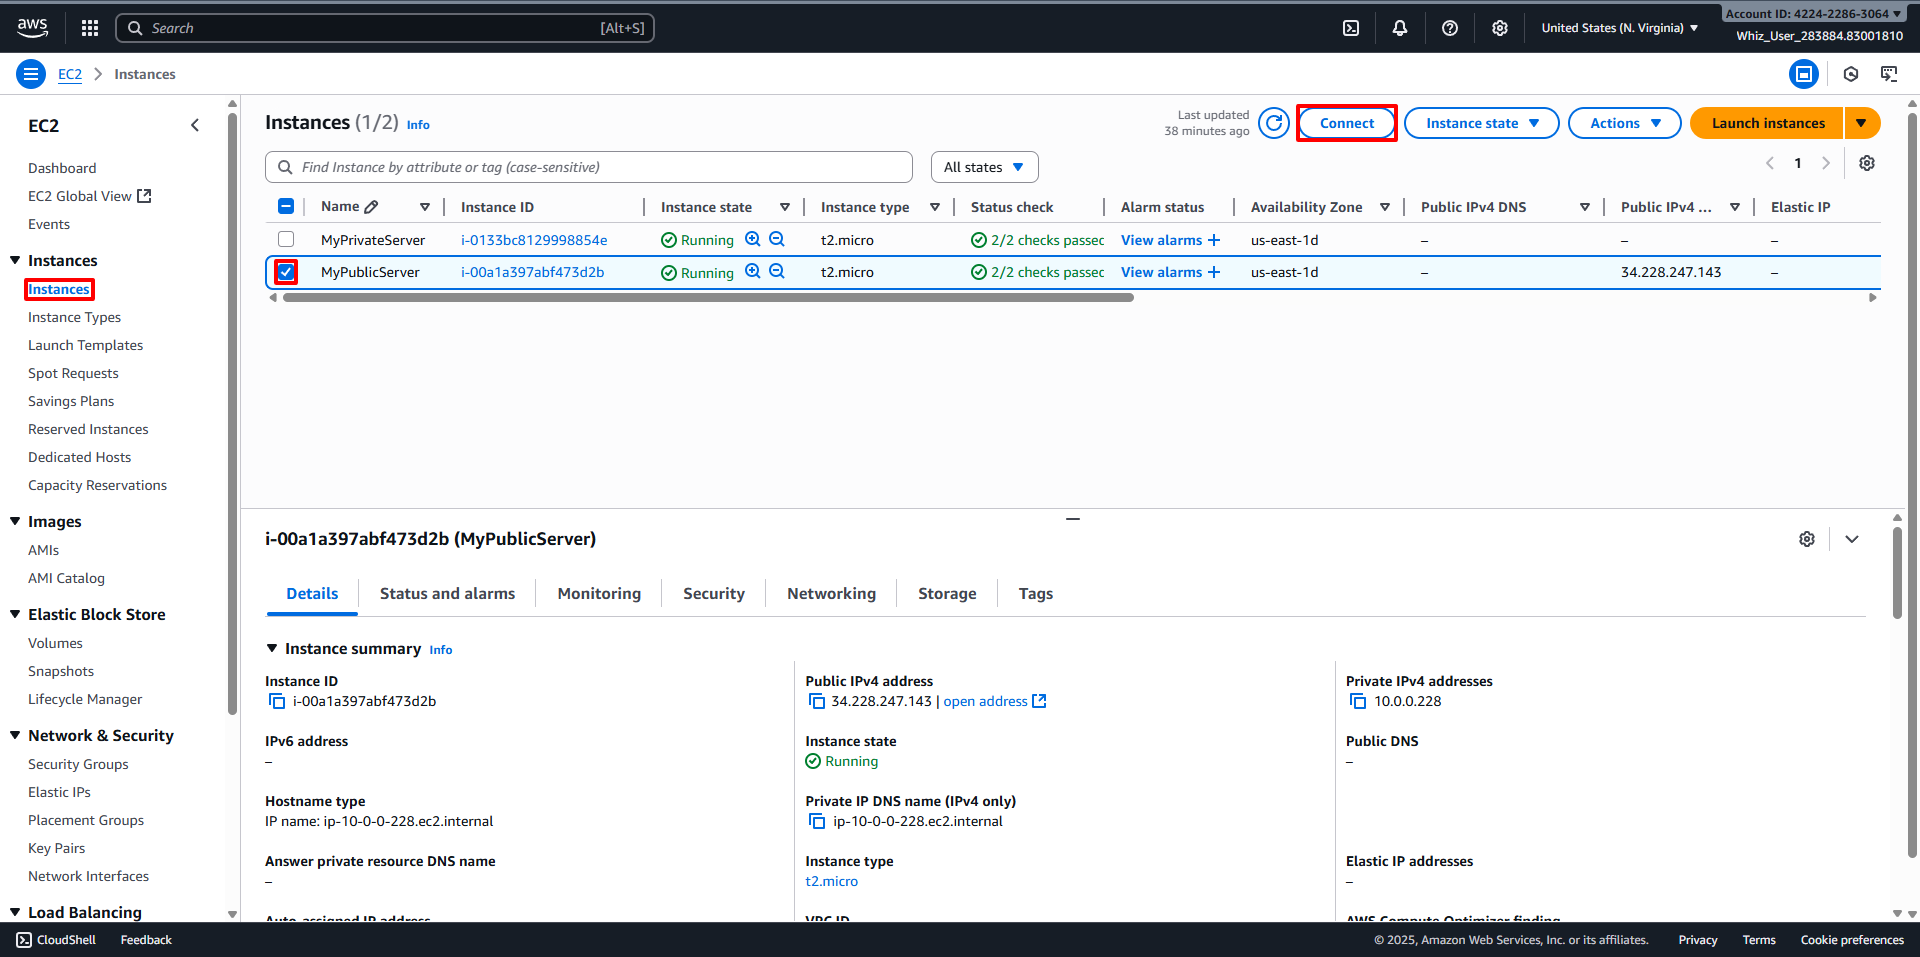 aws
Search
[Alt+S]
United States (N. Virginia)
Account ID: 4224-2286-3064
Whiz_User_283884.83001810
EC2
Instances
EC2
Dashboard
EC2 Global View
Events
Instances
Instances
Instance Types
Launch Templates
Spot Requests
Savings Plans
Reserved Instances
Dedicated Hosts
Capacity Reservations
Images
AMIs
AMI Catalog
Elastic Block Store
Volumes
Snapshots
Lifecycle Manager
Network & Security
Security Groups
Elastic IPs
Placement Groups
Key Pairs
Network Interfaces
Load Balancing
Instances (1/2) Info
Last updated
38 minutes ago
Connect
Instance state
Actions
Launch instances
Find Instance by attribute or tag (case-sensitive)
All states
1
Name Instance ID Instance state Instance type Status check Alarm status Availability Zone Public IPv4 DNS Public IPv4 ... Elastic IP
MyPrivateServer i-0133bc8129998854e Running t2.micro 2/2 checks passec View alarms + us-east-1d – – –
MyPublicServer i-00a1a397abf473d2b Running t2.micro 2/2 checks passec View alarms + us-east-1d – 34.228.247.143 –
i-00a1a397abf473d2b (MyPublicServer)
Details Status and alarms Monitoring Security Networking Storage Tags
Instance summary Info
Instance ID
i-00a1a397abf473d2b
Public IPv4 address
34.228.247.143 | open address
Private IPv4 addresses
10.0.0.228
IPv6 address
–
Instance state
Running
Public DNS
–
Hostname type
IP name: ip-10-0-0-228.ec2.internal
Private IP DNS name (IPv4 only)
ip-10-0-0-228.ec2.internal
Answer private resource DNS name
–
Instance type
t2.micro
Elastic IP addresses
–
Auto-assigned IP address
VPC ID
AWS Compute Optimizer finding
CloudShell
Feedback
© 2025, Amazon Web Services, Inc. or its affiliates.
Privacy
Terms
Cookie preferences